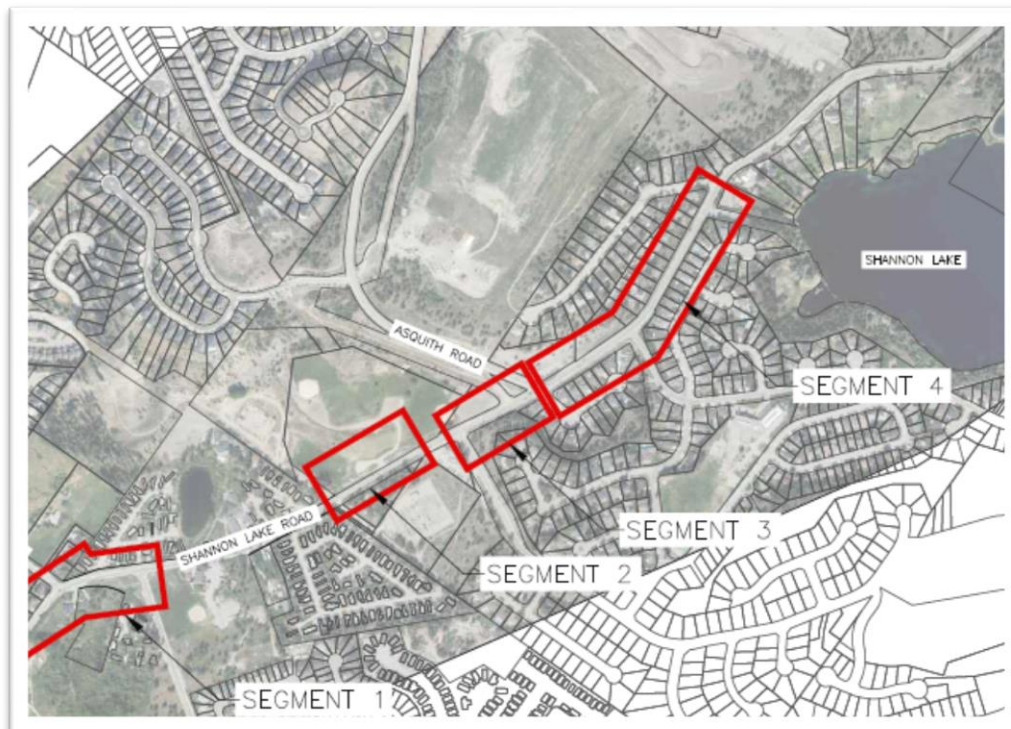 SHANNON LAKE
ASQUITH ROAD
SEGMENT 4
SEGMENT 3
SHANNON LAKE ROAD
SEGMENT 2
SEGMENT 1